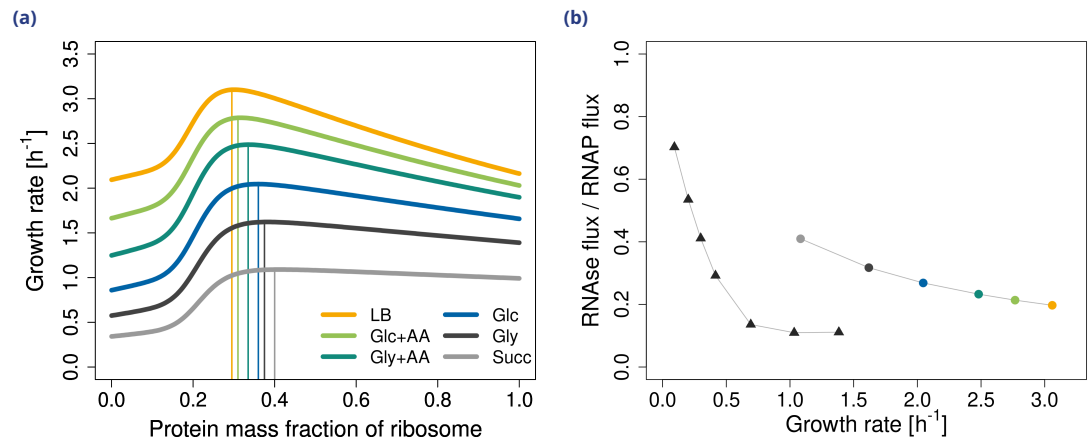 (a)
Growth rate [h⁻¹]
3.5
3.0
2.5
2.0
1.5
1.0
0.5
0.0
LB
Glc+AA
Gly+AA
Glc
Gly
Succ
0.0 0.2 0.4 0.6 0.8 1.0
Protein mass fraction of ribosome
(b)
RNAse flux / RNAP flux
1.0
0.8
0.6
0.4
0.2
0.0
0.0 0.5 1.0 1.5 2.0 2.5 3.0
Growth rate [h⁻¹]